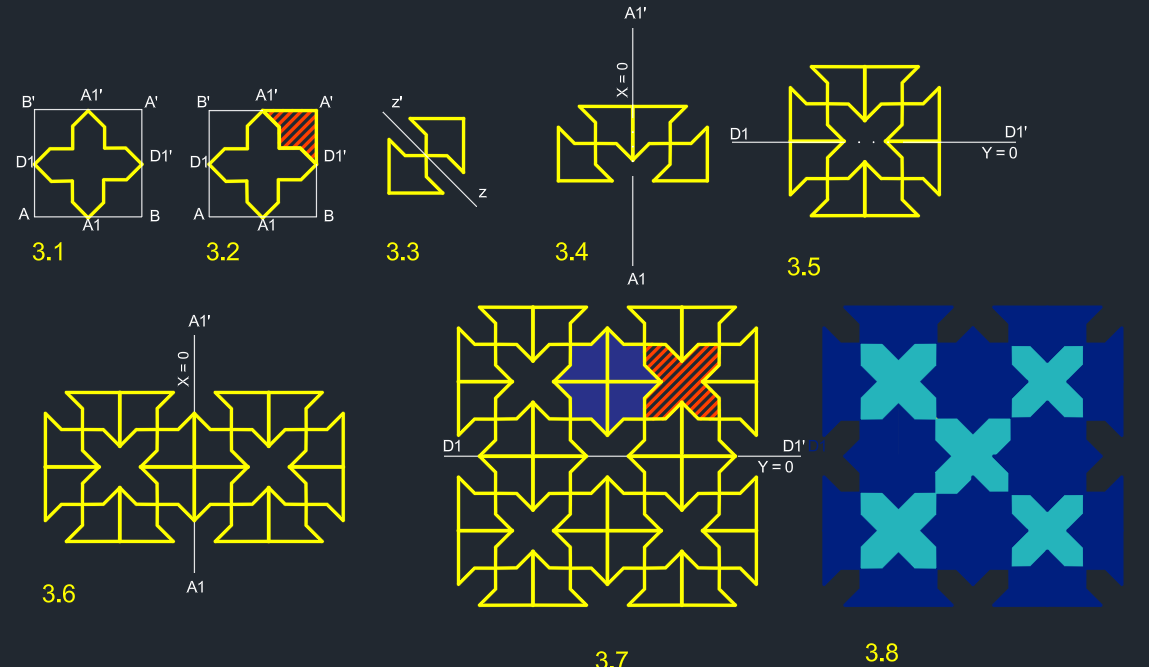 B' A1' A'
D1 D1'
A A1 B
3.1
B' A1' A'
D1 D1'
A A1 B
3.2
z'
z
3.3
A1'
X = 0
A1
3.4
D1 D1'
Y = 0
3.5
A1'
X = 0
A1
3.6
D1 D1'
Y = 0
3.7
D1
3.8